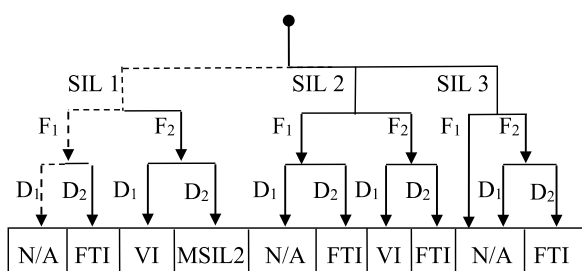 SIL 1 SIL 2 SIL 3
F₁ F₂ F₁ F₂ F₁ F₂
D₁ D₂ D₁ D₂ D₁ D₂ D₁ D₁ D₂ D₂
N/A FTI VI MSIL2 N/A FTI VI FTI N/A FTI